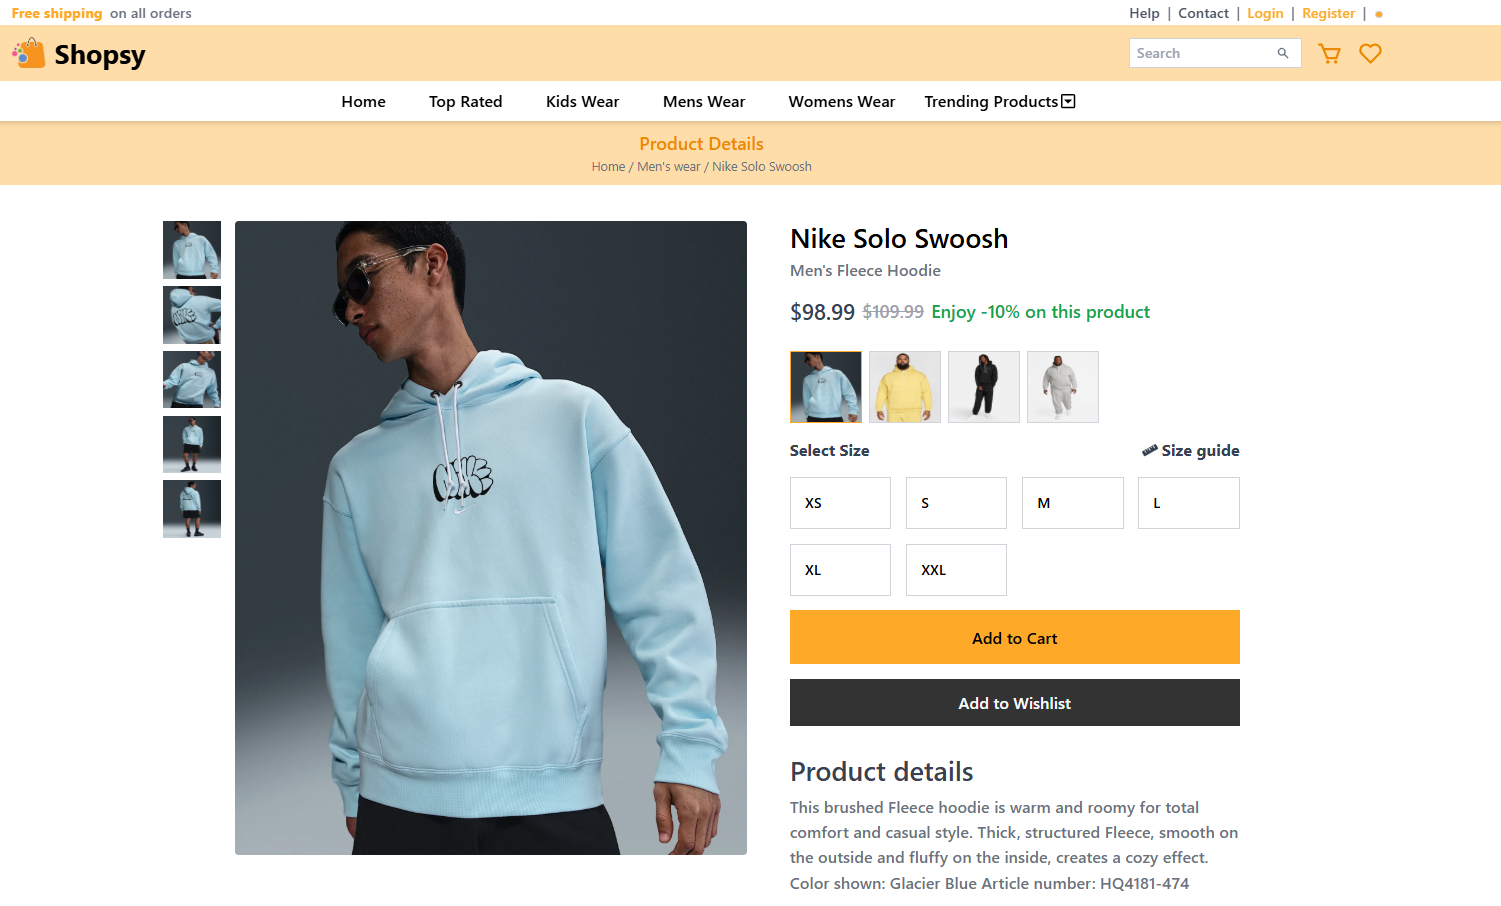 Free shipping on all orders
Help | Contact | Login | Register |
Shopsy
Search
Home Top Rated Kids Wear Mens Wear Womens Wear Trending Products
Product Details
Home / Men's wear / Nike Solo Swoosh
Nike Solo Swoosh
Men's Fleece Hoodie
$98.99 $109.99 Enjoy -10% on this product
NIKE
Select Size
Size guide
XS S M L
XL XXL
Add to Cart
Add to Wishlist
Product details
This brushed Fleece hoodie is warm and roomy for total
comfort and casual style. Thick, structured Fleece, smooth on
the outside and fluffy on the inside, creates a cozy effect.
Color shown: Glacier Blue Article number: HQ4181-474